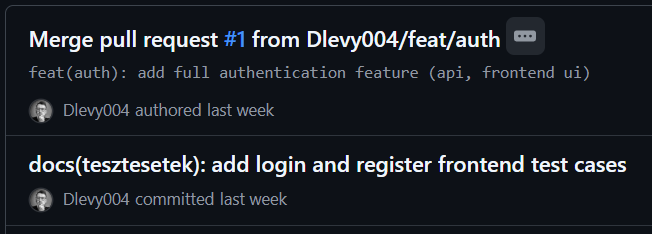 Merge pull request #1 from Dlevy004/feat/auth
feat(auth): add full authentication feature (api, frontend ui)
Dlevy004 authored last week
docs(tesztesetek): add login and register frontend test cases
Dlevy004 committed last week